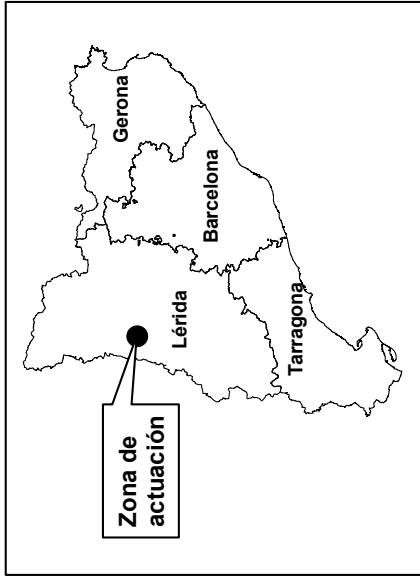 Gerona
Barcelona
Lérida
Tarragona
Zona de
actuación